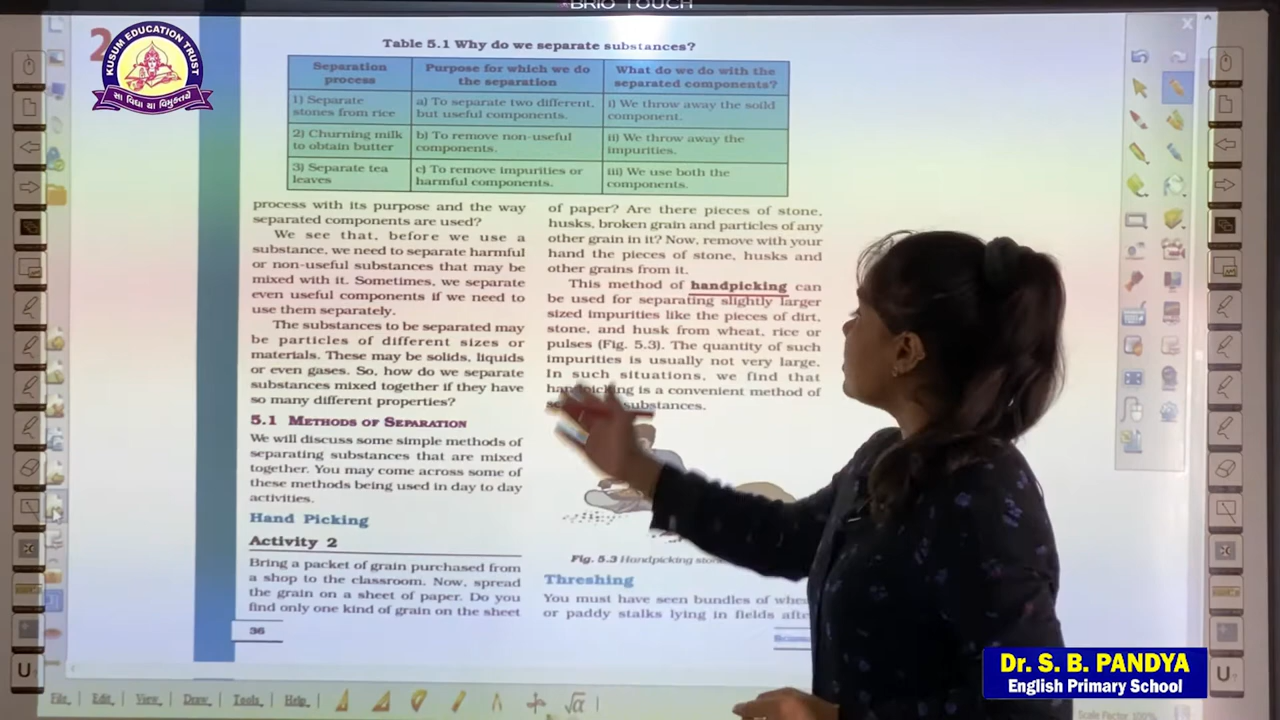 BRIO TOUCH
2
KUSUM EDUCATION TRUST
સા વિદ્યા યા વિમુક્તયે
Table 5.1 Why do we separate substances?
Separation process
Purpose for which we do the separation
What do we do with the separated components?
1) Separate stones from rice
a) To separate two different, but useful components.
i) We throw away the soild component.
2) Churning milk to obtain butter
b) To remove non-useful components.
ii) We throw away the impurities.
3) Separate tea leaves
c) To remove impurities or harmful components.
iii) We use both the components.
process with its purpose and the way
separated components are used?
We see that, before we use a
substance, we need to separate harmful
or non-useful substances that may be
mixed with it. Sometimes, we separate
even useful components if we need to
use them separately.
The substances to be separated may
be particles of different sizes or
materials. These may be solids, liquids
or even gases. So, how do we separate
substances mixed together if they have
so many different properties?
5.1 METHODS OF SEPARATION
We will discuss some simple methods of
separating substances that are mixed
together. You may come across some of
these methods being used in day to day
activities.
Hand Picking
Activity 2
Bring a packet of grain purchased from
a shop to the classroom. Now, spread
the grain on a sheet of paper. Do you
find only one kind of grain on the sheet
36
of paper? Are there pieces of stone,
husks, broken grain and particles of any
other grain in it? Now, remove with your
hand the pieces of stone, husks and
other grains from it.
This method of handpicking can
be used for separating slightly larger
sized impurities like the pieces of dirt,
stone, and husk from wheat, rice or
pulses (Fig. 5.3). The quantity of such
impurities is usually not very large.
In such situations, we find that
handpicking is a convenient method of
substances.
Fig. 5.3 Handpicking
Threshing
You must have seen bundles of
or paddy stalks lying in fields
File Edit View Draw Tools Help
√α
U
U
Scale Factor: 100%
Dr. S. B. PANDYA
English Primary School